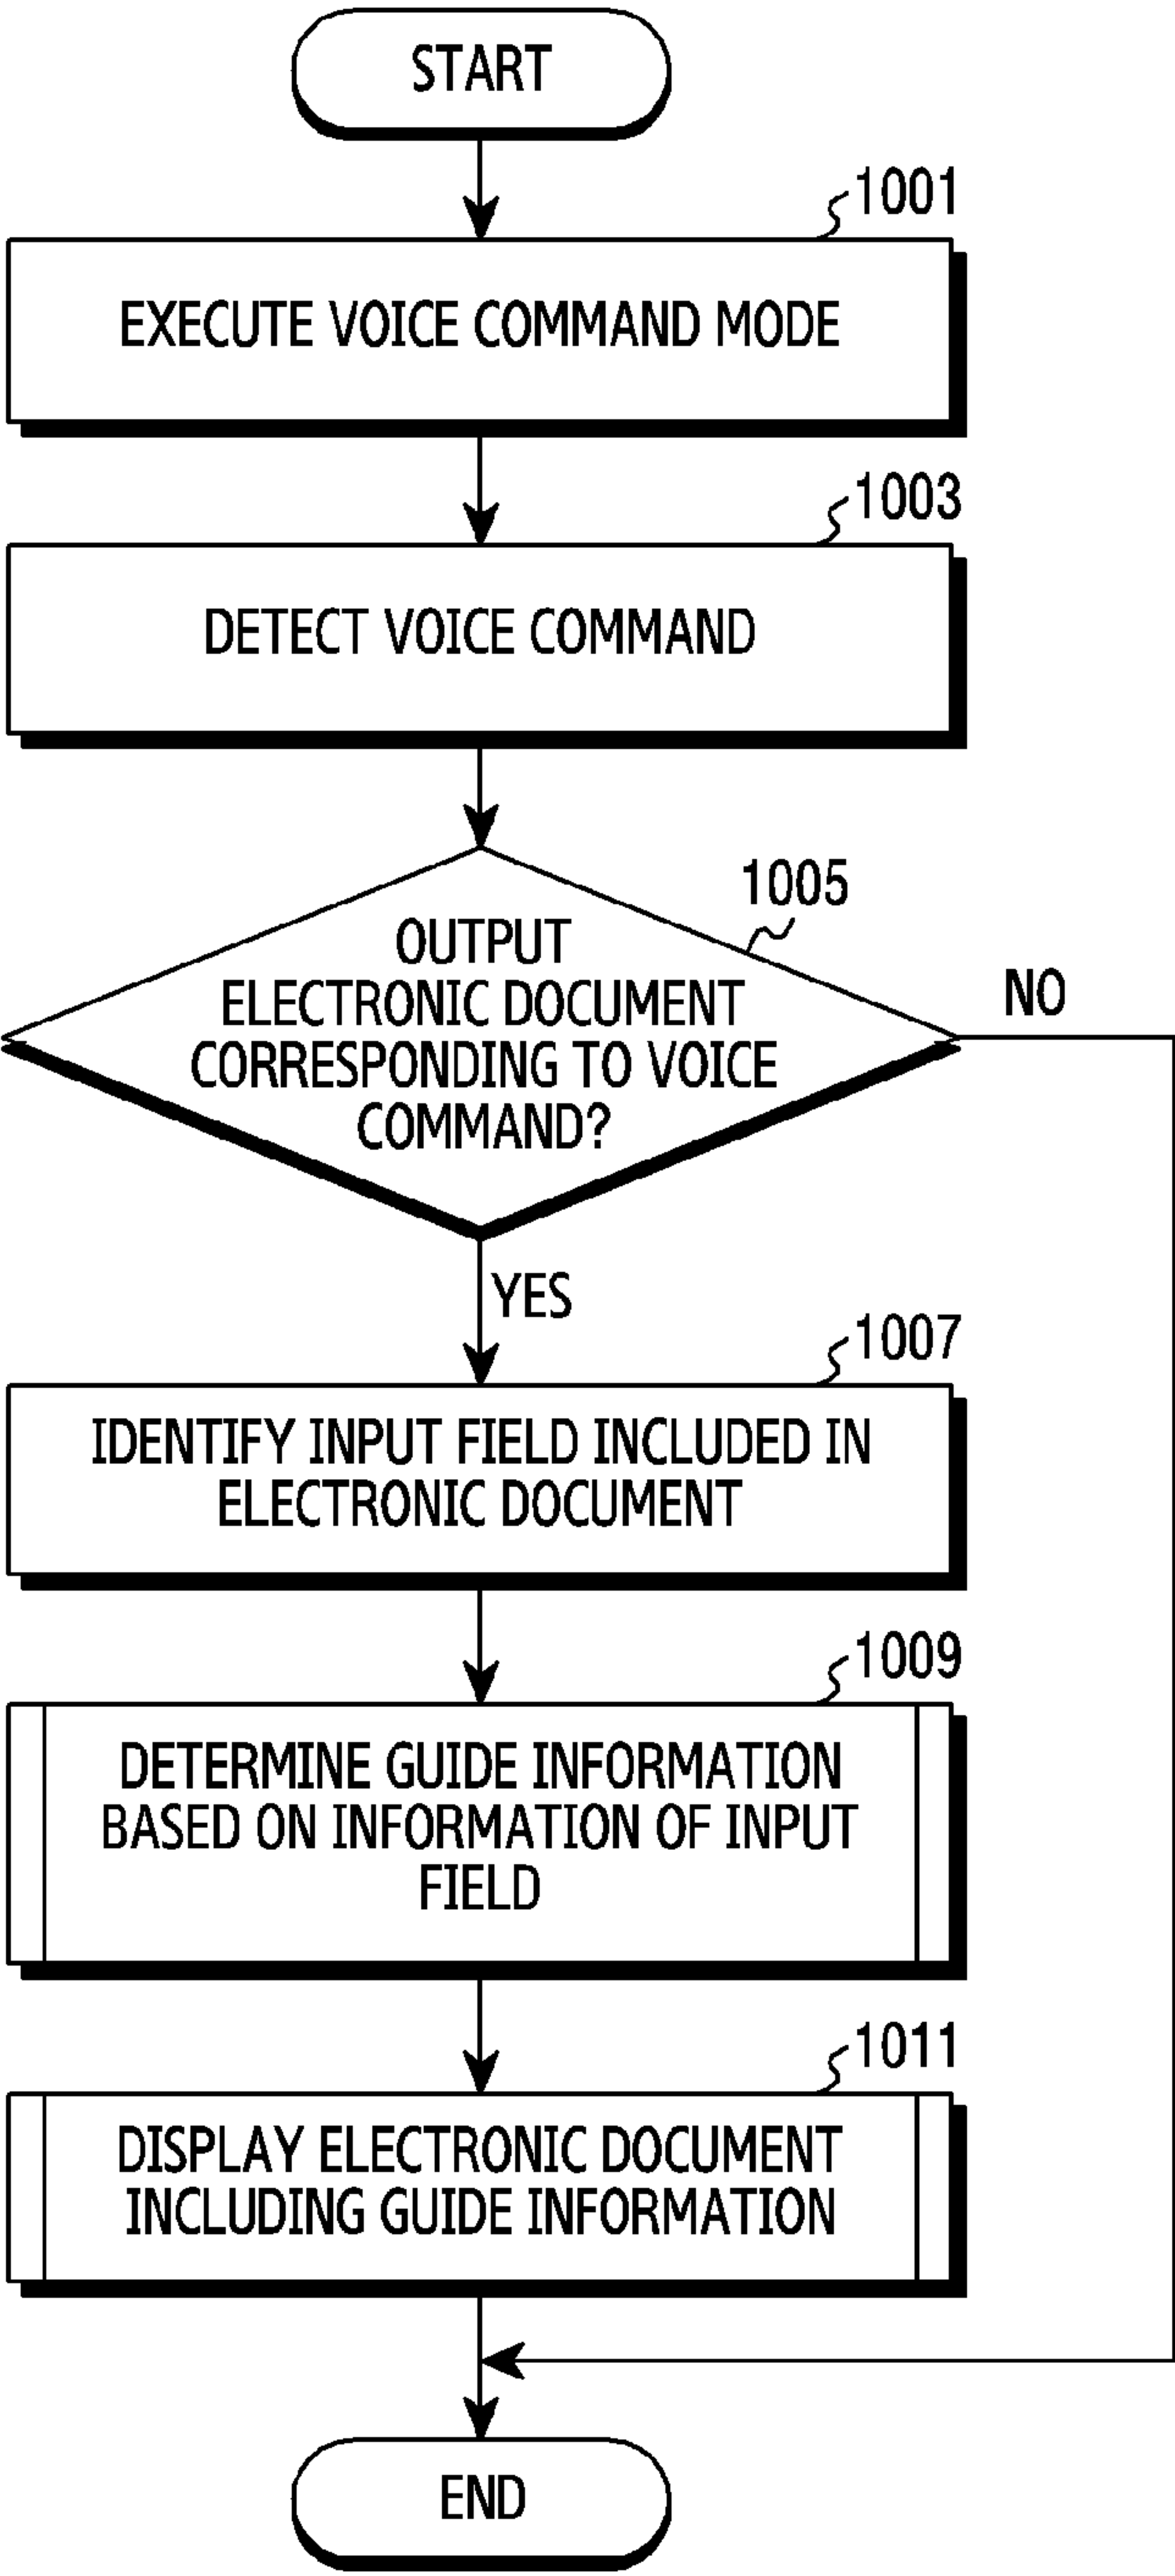 START
1001
EXECUTE VOICE COMMAND MODE
1003
DETECT VOICE COMMAND
1005
OUTPUT
ELECTRONIC DOCUMENT
CORRESPONDING TO VOICE
COMMAND?
NO
YES
1007
IDENTIFY INPUT FIELD INCLUDED IN
ELECTRONIC DOCUMENT
1009
DETERMINE GUIDE INFORMATION
BASED ON INFORMATION OF INPUT
FIELD
1011
DISPLAY ELECTRONIC DOCUMENT
INCLUDING GUIDE INFORMATION
END